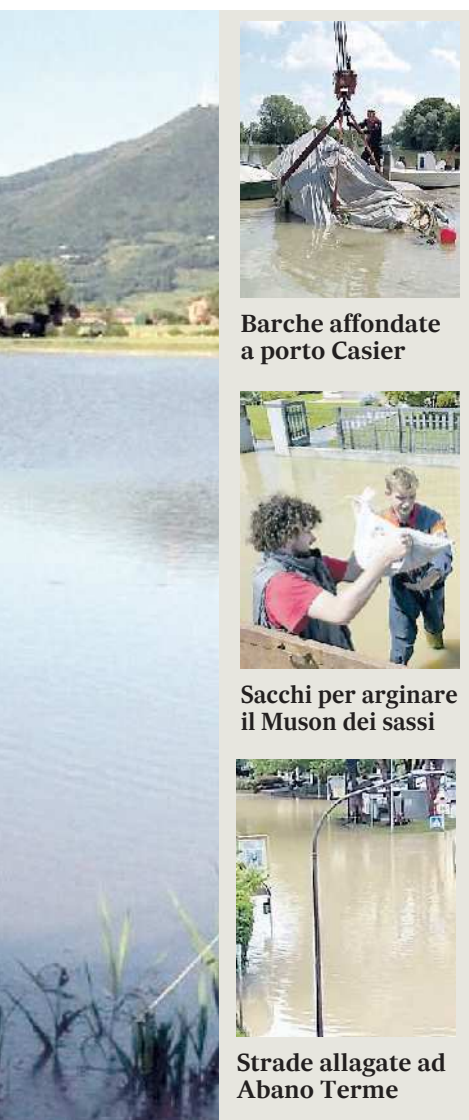 Barche affondate
a porto Casier
Sacchi per arginare
il Muson dei sassi
Strade allagate ad
Abano Terme